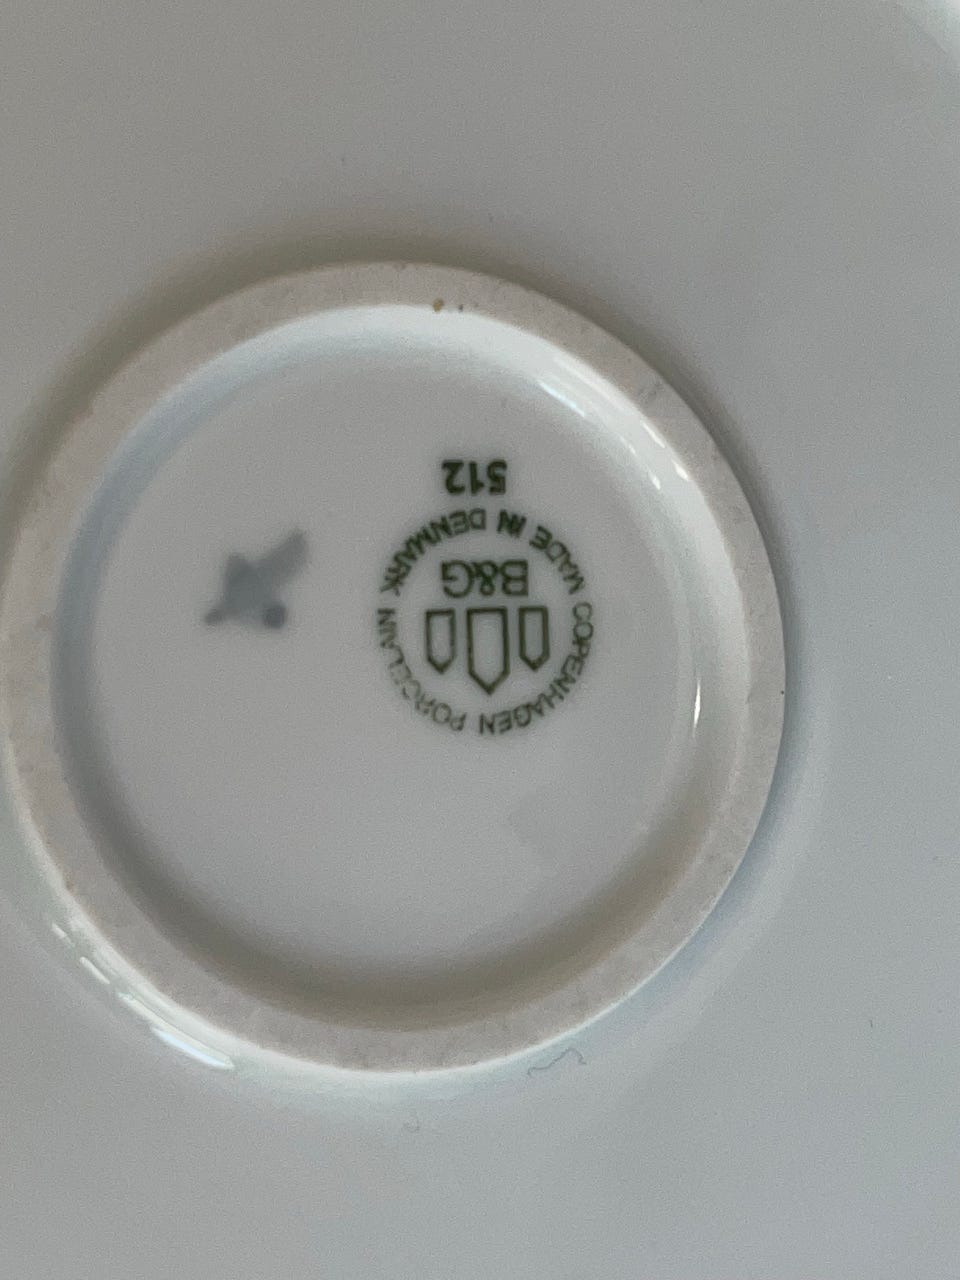 COPENHAGEN PORCELAIN
B&G
MADE IN DENMARK
512